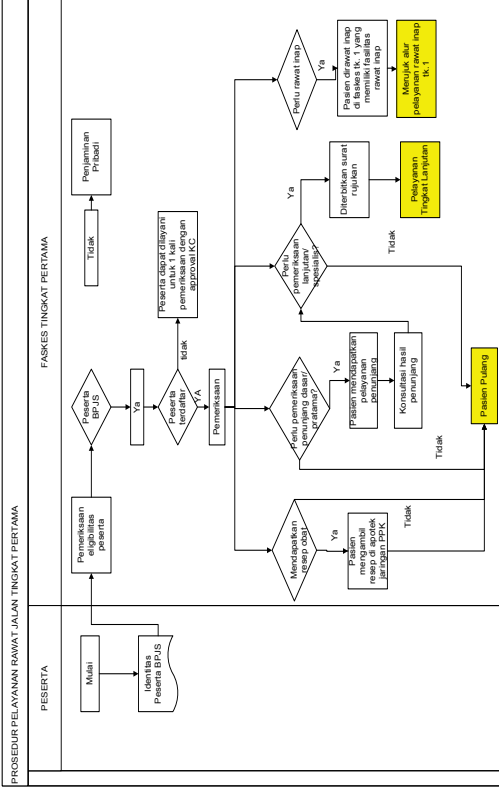 PROSEDUR PELAYANAN RAWAT JALAN TINGKAT PERTAMA
PESERTA
FASKES TINGKAT PERTAMA
Mulai
Identitas
Peserta BPJS
Pemeriksaan
eligibilitas
peserta
Peserta
BPJS
Tidak
Penjaminan
Pribadi
Ya
Peserta
terdaftar
tidak
Peserta dapat dilayani
untuk 1 kali
pemeriksaan dengan
approval KC
YA
Pemeriksaan
Mendapatkan
resep obat
Ya
Pasien
mengambil
resep di apotek
jaringan PPK
Tidak
Perlu pemeriksaan
penunjang dasar/
pratama?
Ya
Pasien mendapatkan
pelayanan
penunjang
Konsultasi hasil
penunjang
Tidak
Perlu
pemeriksaan
lanjutan/
spesialis?
Ya
Diterbitkan surat
rujukan
Pelayanan
Tingkat Lanjutan
Tidak
Perlu rawat inap
Ya
Pasien dirawat inap
di faskes tk. 1 yang
memiliki fasilitas
rawat inap
Merujuk alur
pelayanan rawat inap
tk.1
Pasien Pulang